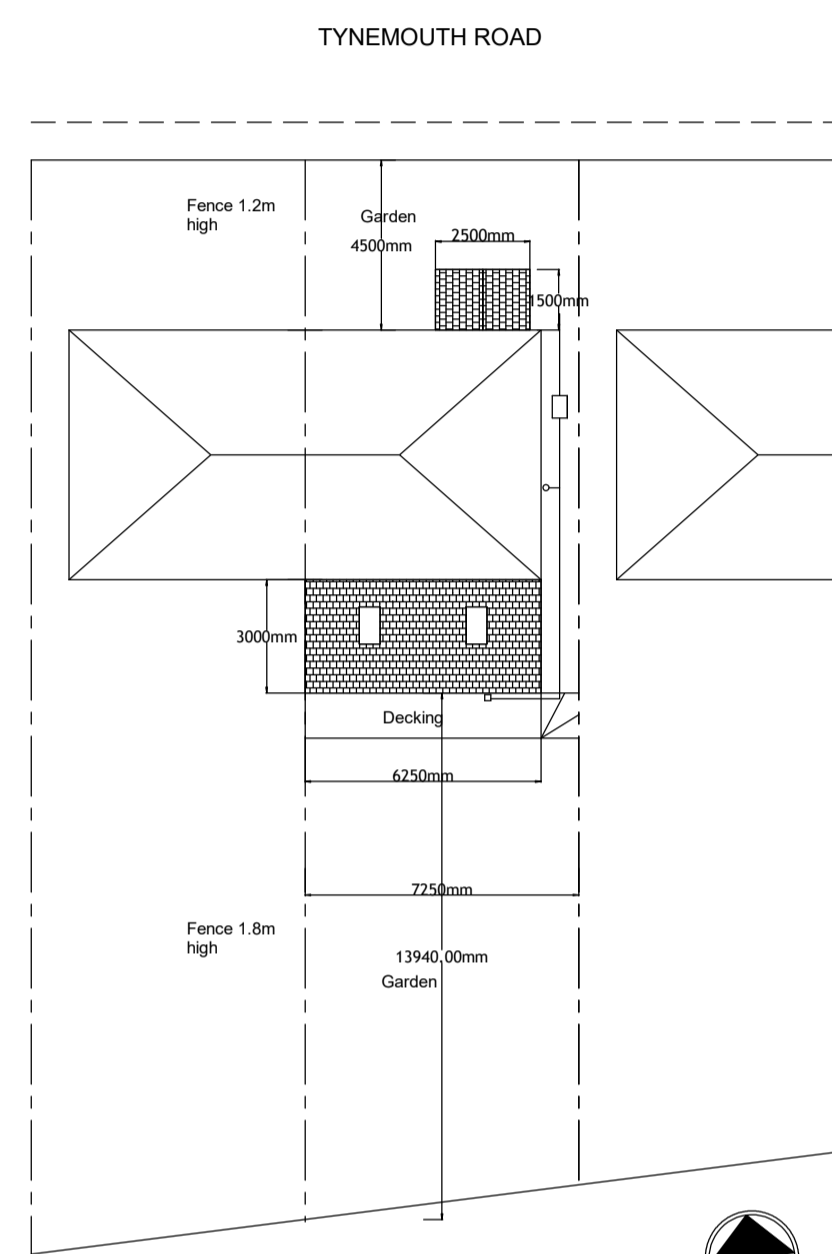 TYNEMOUTH ROAD
Fence 1.2m
high
Garden
4500mm
2500mm
1500mm
3000mm
Decking
6250mm
7250mm
Fence 1.8m
high
13940.00mm
Garden